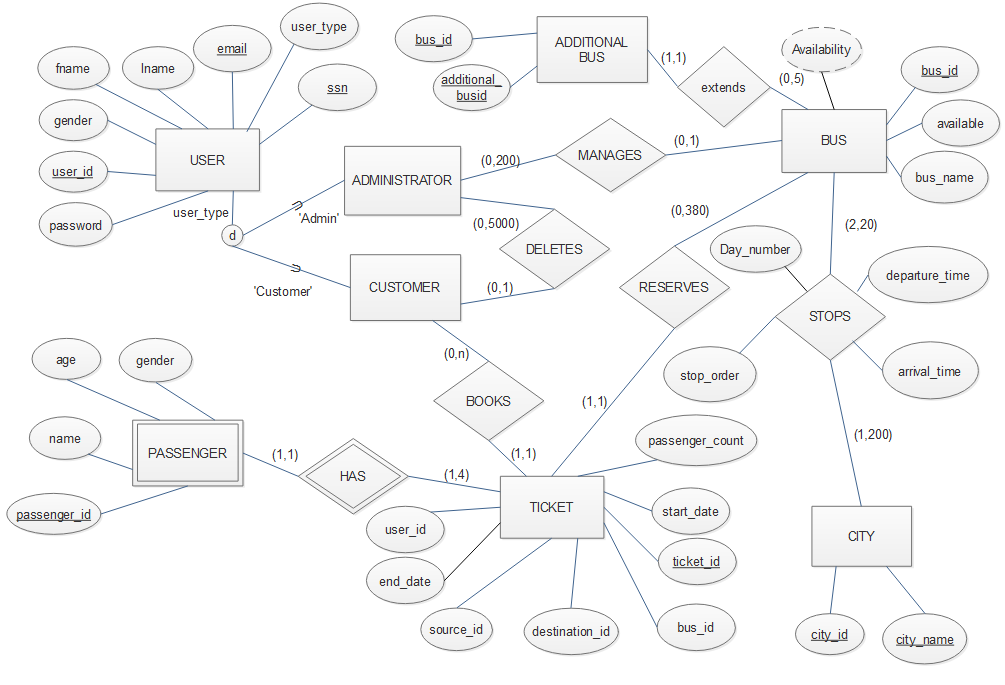 user_type
email
fname
lname
ssn
gender
user_id
password
USER
user_type
d
'Admin'
'Customer'
bus_id
additional_
busid
ADDITIONAL
BUS
(1,1)
extends
(0,5)
Availability
bus_id
available
bus_name
BUS
ADMINISTRATOR
(0,200)
MANAGES
(0,1)
(0,5000)
DELETES
(0,1)
CUSTOMER
(0,380)
RESERVES
(1,1)
(2,20)
Day_number
departure_time
STOPS
stop_order
arrival_time
(1,200)
CITY
city_id
city_name
(0,n)
BOOKS
(1,1)
age
gender
name
passenger_id
PASSENGER
(1,1)
HAS
(1,4)
TICKET
passenger_count
start_date
ticket_id
bus_id
destination_id
source_id
end_date
user_id